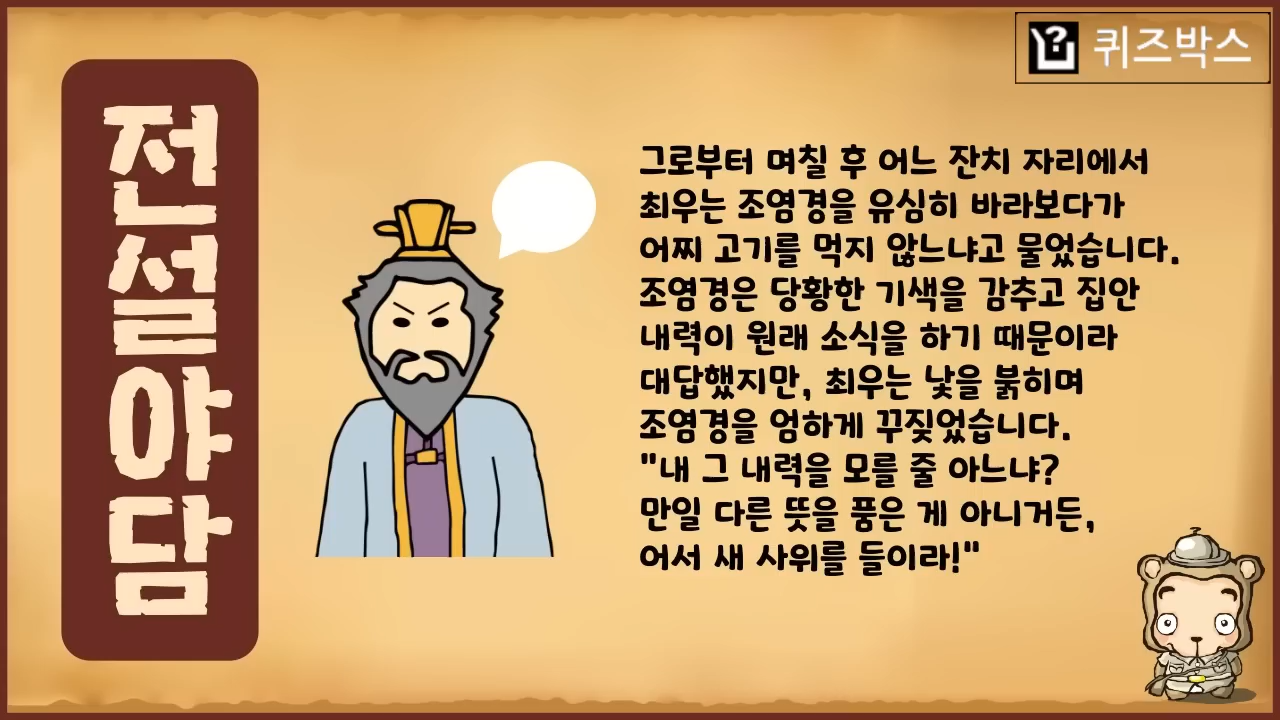 퀴즈박스
전설야담
그로부터 며칠 후 어느 잔치 자리에서
최우는 조염경을 유심히 바라보다가
어찌 고기를 먹지 않느냐고 물었습니다.
조염경은 당황한 기색을 감추고 집안
내력이 원래 소식을 하기 때문이라
대답했지만, 최우는 낯을 붉히며
조염경을 엄하게 꾸짖었습니다.
"내 그 내력을 모를 줄 아느냐?
만일 다른 뜻을 품은 게 아니거든,
어서 새 사위를 들이라!"